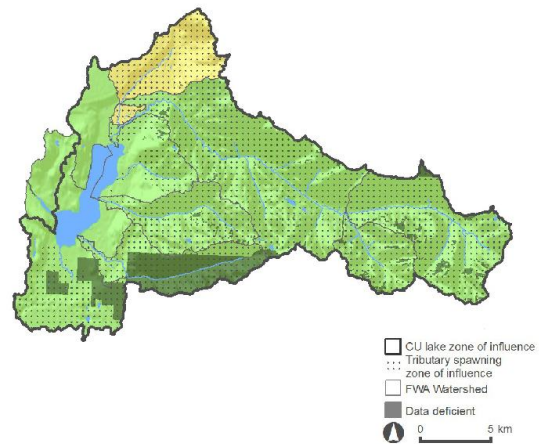 CU lake zone of influence
Tributary spawning
zone of influence
FWA Watershed
Data deficient
0 5 km